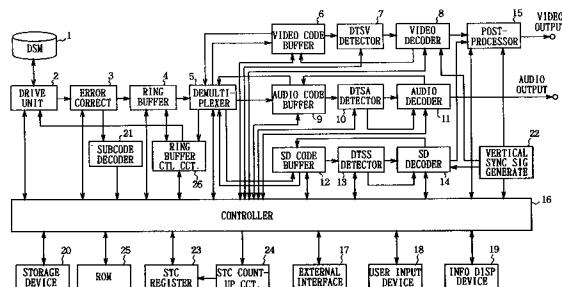 DSM 1
VIDEO CODE BUFFER 6
DTSV DETECTOR 7
VIDEO DECODER 8
POST-PROCESSOR 15
VIDEO OUTPUT
DRIVE UNIT 2
ERROR CORRECT 3
RING BUFFER 4
DEMULTIPLEXER 5
AUDIO CODE BUFFER 9
DTSA DETECTOR 10
AUDIO DECODER 11
AUDIO OUTPUT
SUBCODE DECODER 21
RING BUFFER CTL CCT. 26
SD CODE BUFFER 12
DTSS DETECTOR 13
SD DECODER 14
VERTICAL SYNC SIG GENERATE 22
CONTROLLER 16
STORAGE DEVICE 20
ROM 25
STC REGISTER 23
STC COUNT-UP CCT. 24
EXTERNAL INTERFACE 17
USER INPUT DEVICE 18
INFO DISP DEVICE 19